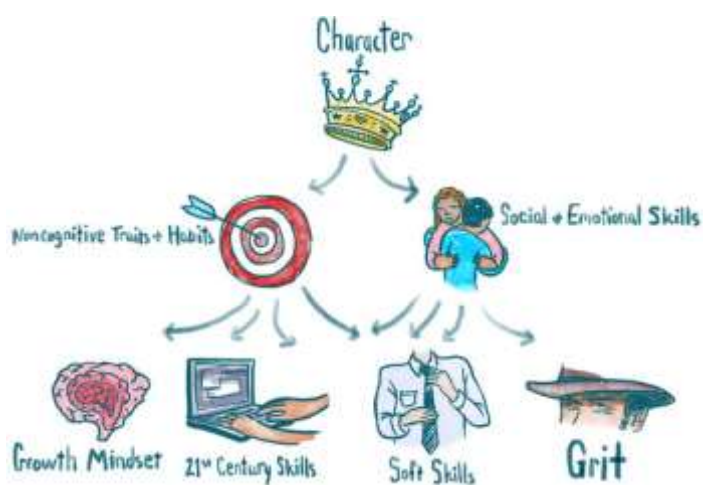 Character
Noncognitive Traits + Habits
Social + Emotional Skills
Growth Mindset
21st Century Skills
Soft Skills
Grit